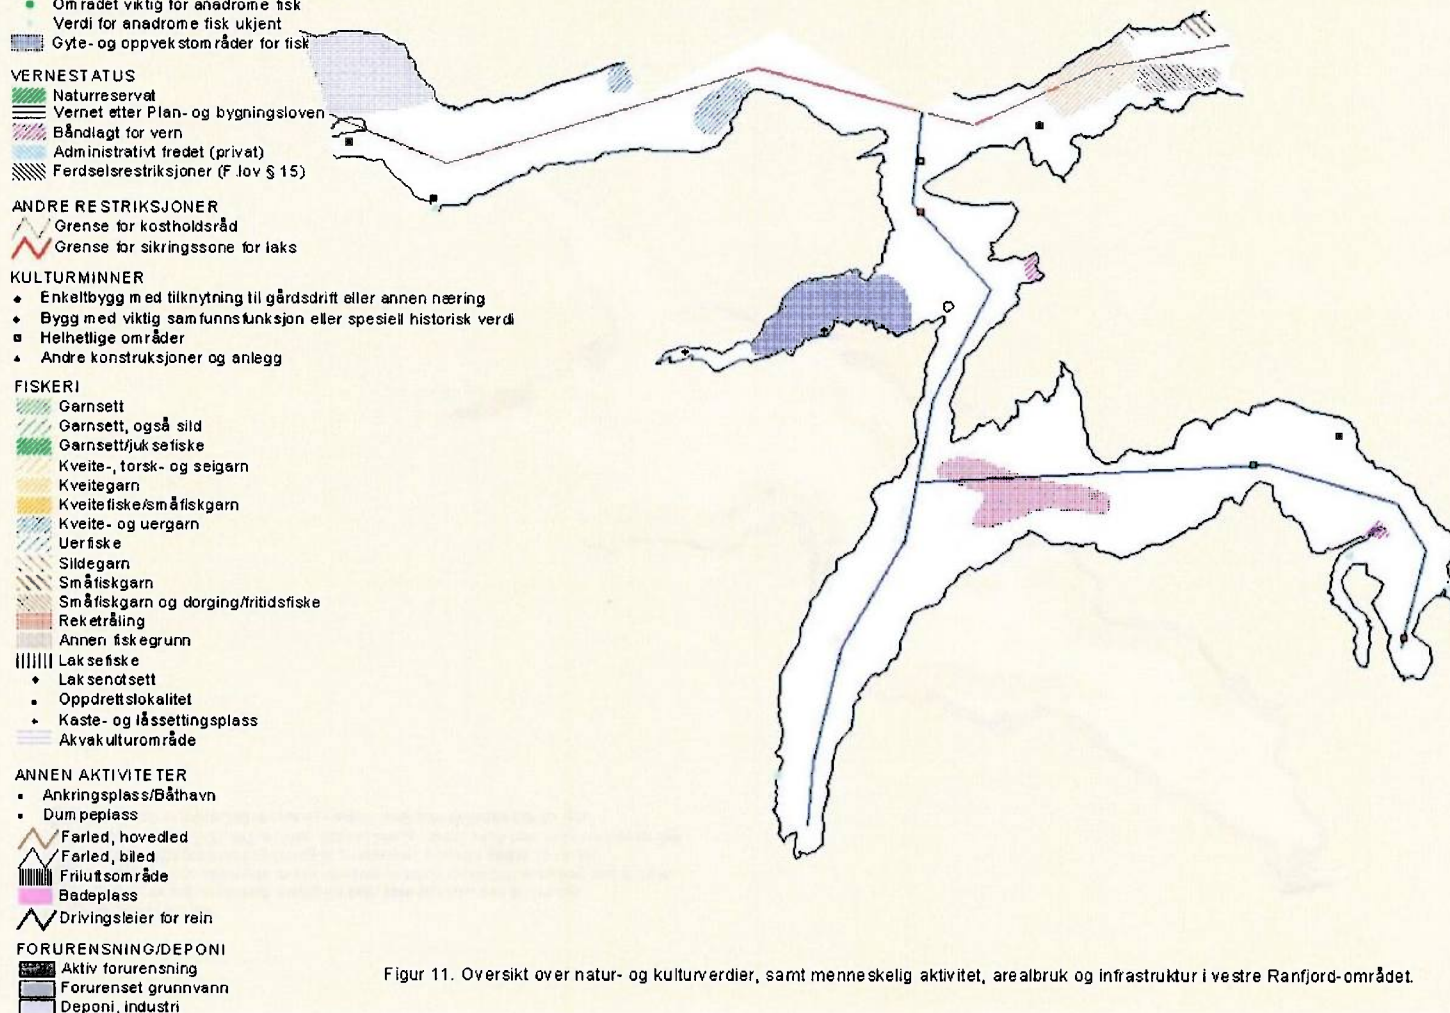 Området viktig for anadrome fisk
Verdi for anadrome fisk ukjent
Gyte- og oppvekstområder for fisk
VERNESTATUS
Naturreservat
Vernet etter Plan- og bygningsloven
Båndlagt for vern
Administrativt fredet (privat)
Ferdselsrestriksjoner (F.lov § 15)
ANDRE RESTRIKSJONER
Grense for kostholdsråd
Grense for sikringssone for laks
KULTURMINNER
Enkeltbygg med tilknytning til gårdsdrift eller annen næring
Bygg med viktig samfunnsfunksjon eller spesiell historisk verdi
Helhetlige områder
Andre konstruksjoner og anlegg
FISKERI
Garnsett
Garnsett, også sild
Garnsett/juksefiske
Kveite-, torsk- og seigarn
Kveitegarn
Kveitefiske/småfiskgarn
Kveite- og uergarn
Uerfiske
Sildegarn
Småfiskgarn
Småfiskgarn og dorging/fritidsfiske
Reketråling
Annen fiskegrunn
Laksefiske
Laksenotsett
Oppdrettslokalitet
Kaste- og låssettingsplass
Akvakulturområde
ANNEN AKTIVITETER
Ankringsplass/Båthavn
Dumpeplass
Farled, hovedled
Farled, biled
Friluftsområde
Badeplass
Drivingsleier for rein
FORURENSNING/DEPONI
Aktiv forurensning
Forurenset grunnvann
Deponi, industri
Figur 11. Oversikt over natur- og kulturverdier, samt menneskelig aktivitet, arealbruk og infrastruktur i vestre Ranfjord-området.